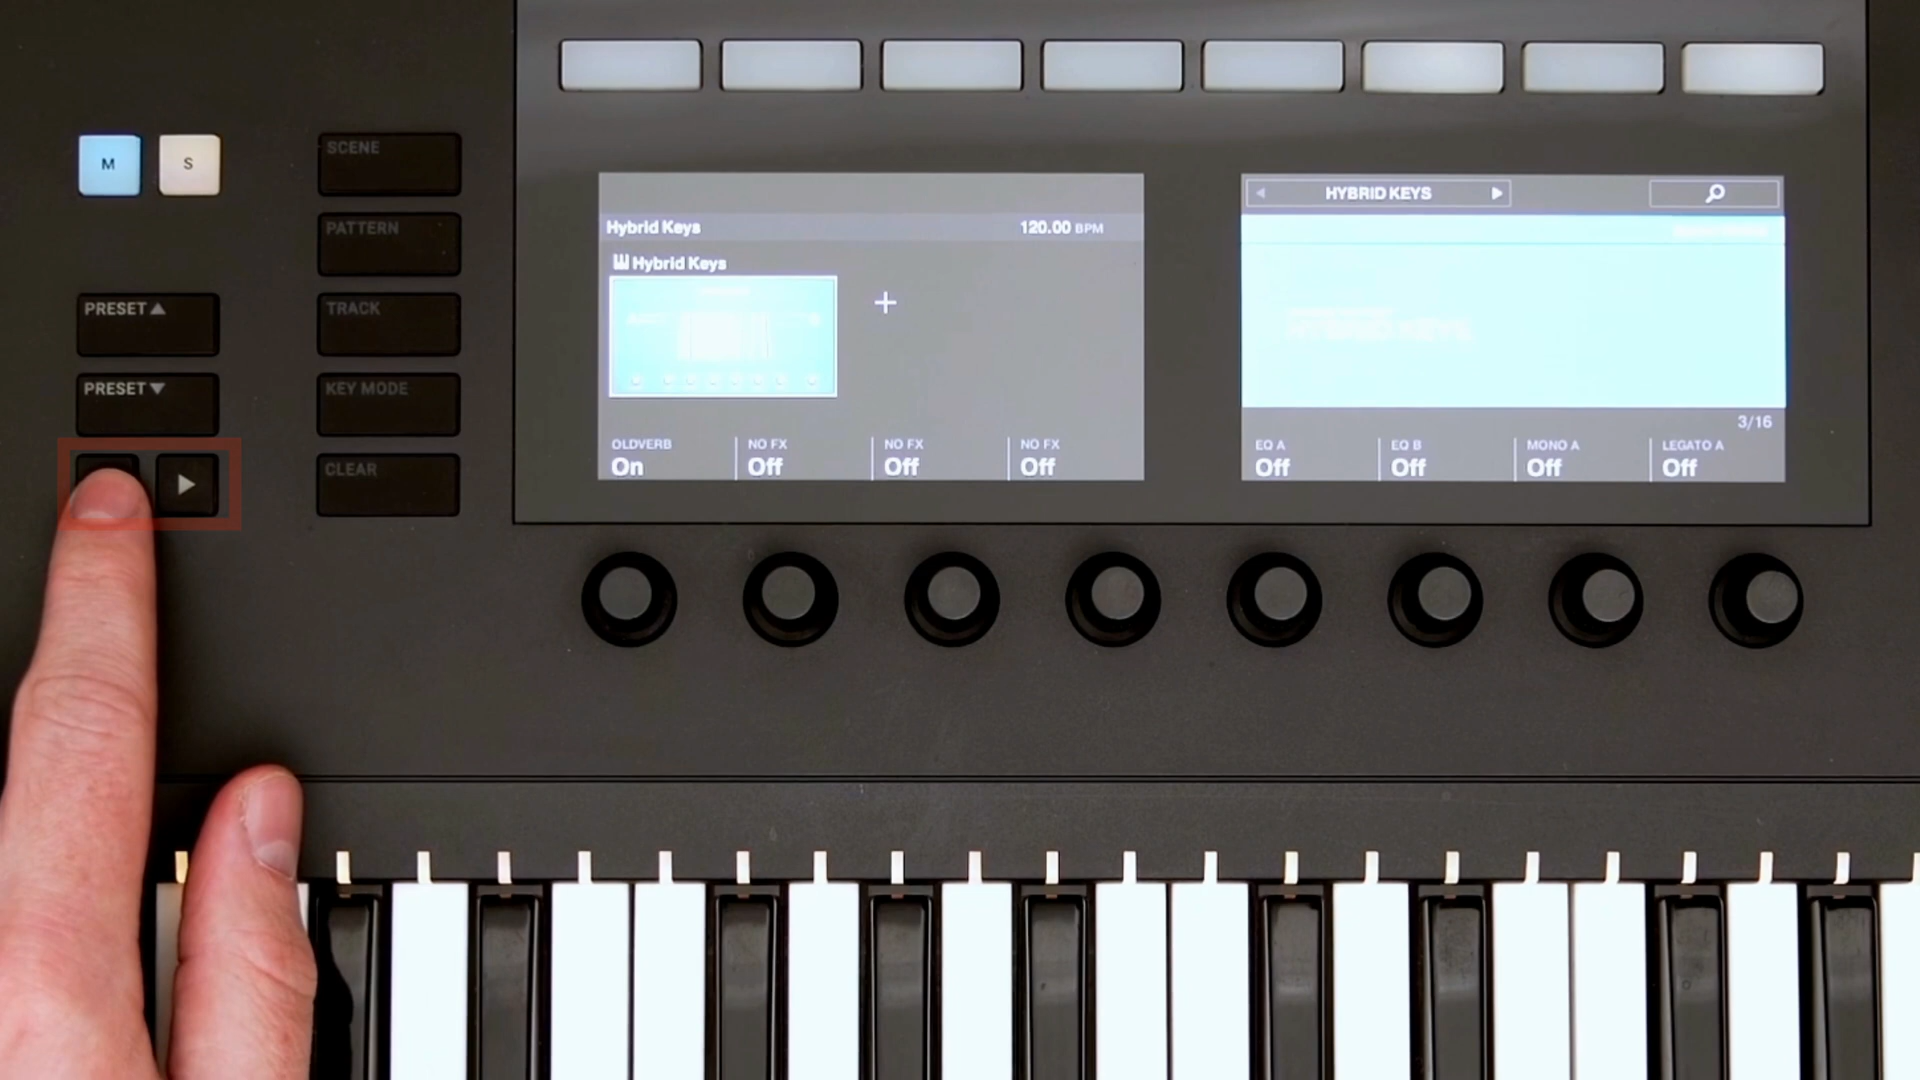 M
S
SCENE
PATTERN
PRESET▲
TRACK
PRESET▼
KEY MODE
CLEAR
Hybrid Keys
120.00 BPM
Hybrid Keys
+
OLDVERB
NO FX
NO FX
NO FX
On
Off
Off
Off
HYBRID KEYS
HYBRID KEYS
3/16
EQ A
EQ B
MONO A
LEGATO A
Off
Off
Off
Off